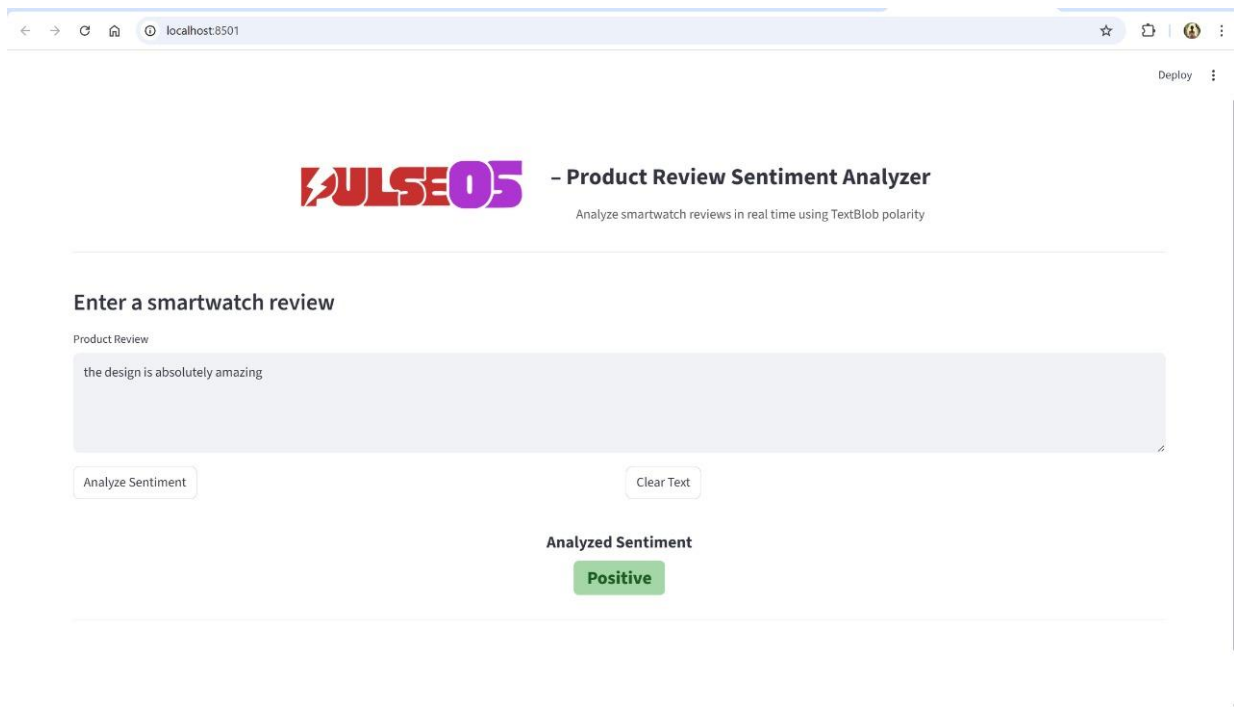 localhost:8501
Deploy
PULSEOS – Product Review Sentiment Analyzer
Analyze smartwatch reviews in real time using TextBlob polarity
Enter a smartwatch review
Product Review
the design is absolutely amazing
Analyze Sentiment Clear Text
Analyzed Sentiment
Positive